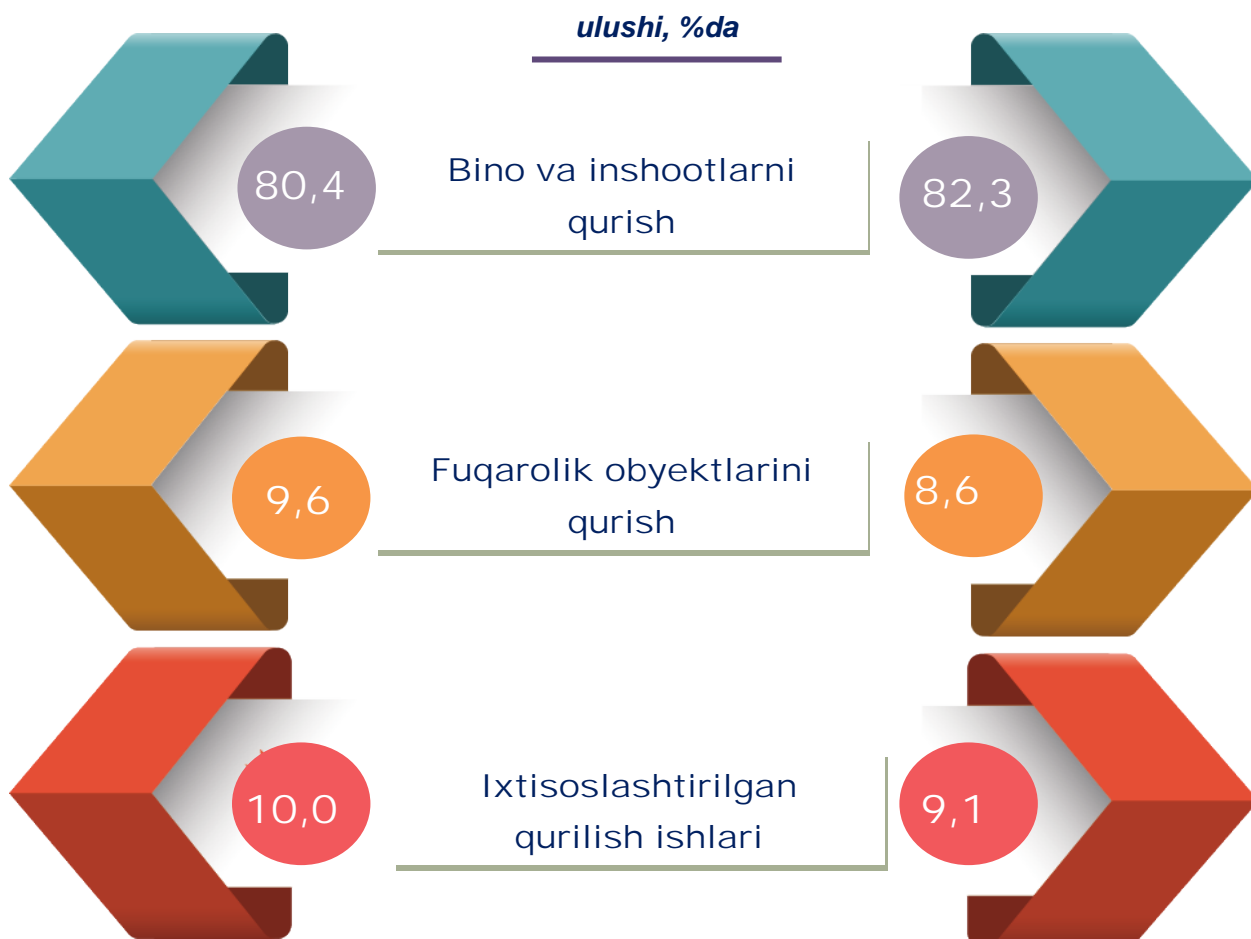 ulushi, %da
80,4
Bino va inshootlarni
qurish
82,3
9,6
Fuqarolik obyektlarini
qurish
8,6
10,0
Ixtisoslashtirilgan
qurilish ishlari
9,1